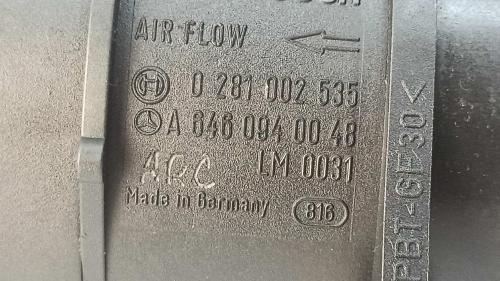 AIR FLOW
0 281 002 535
A 646 094 00 48
ARC LM 0031
Made in Germany 816
PBT-GF30<